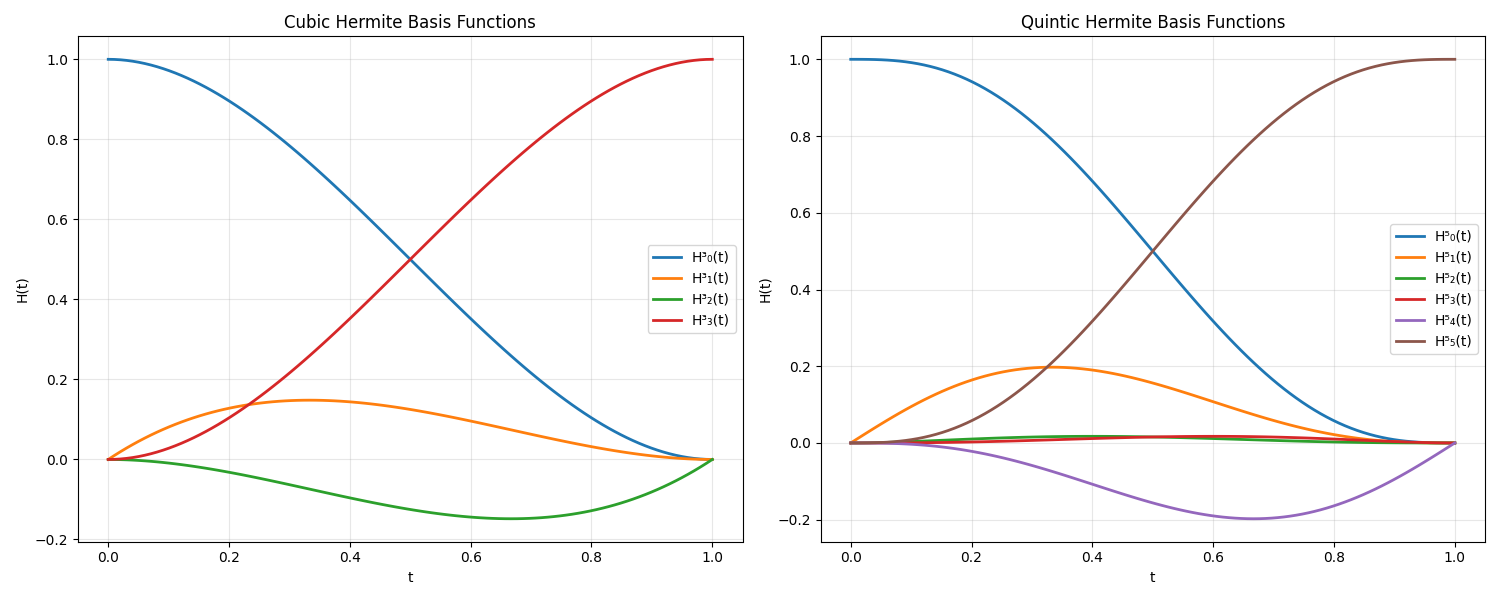 Cubic Hermite Basis Functions
H(t)
1.0
0.8
0.6
0.4
0.2
0.0
−0.2
0.0 0.2 0.4 0.6 0.8 1.0
t
H³₀(t)
H³₁(t)
H³₂(t)
H³₃(t)
Quintic Hermite Basis Functions
H(t)
1.0
0.8
0.6
0.4
0.2
0.0
−0.2
0.0 0.2 0.4 0.6 0.8 1.0
t
H⁵₀(t)
H⁵₁(t)
H⁵₂(t)
H⁵₃(t)
H⁵₄(t)
H⁵₅(t)